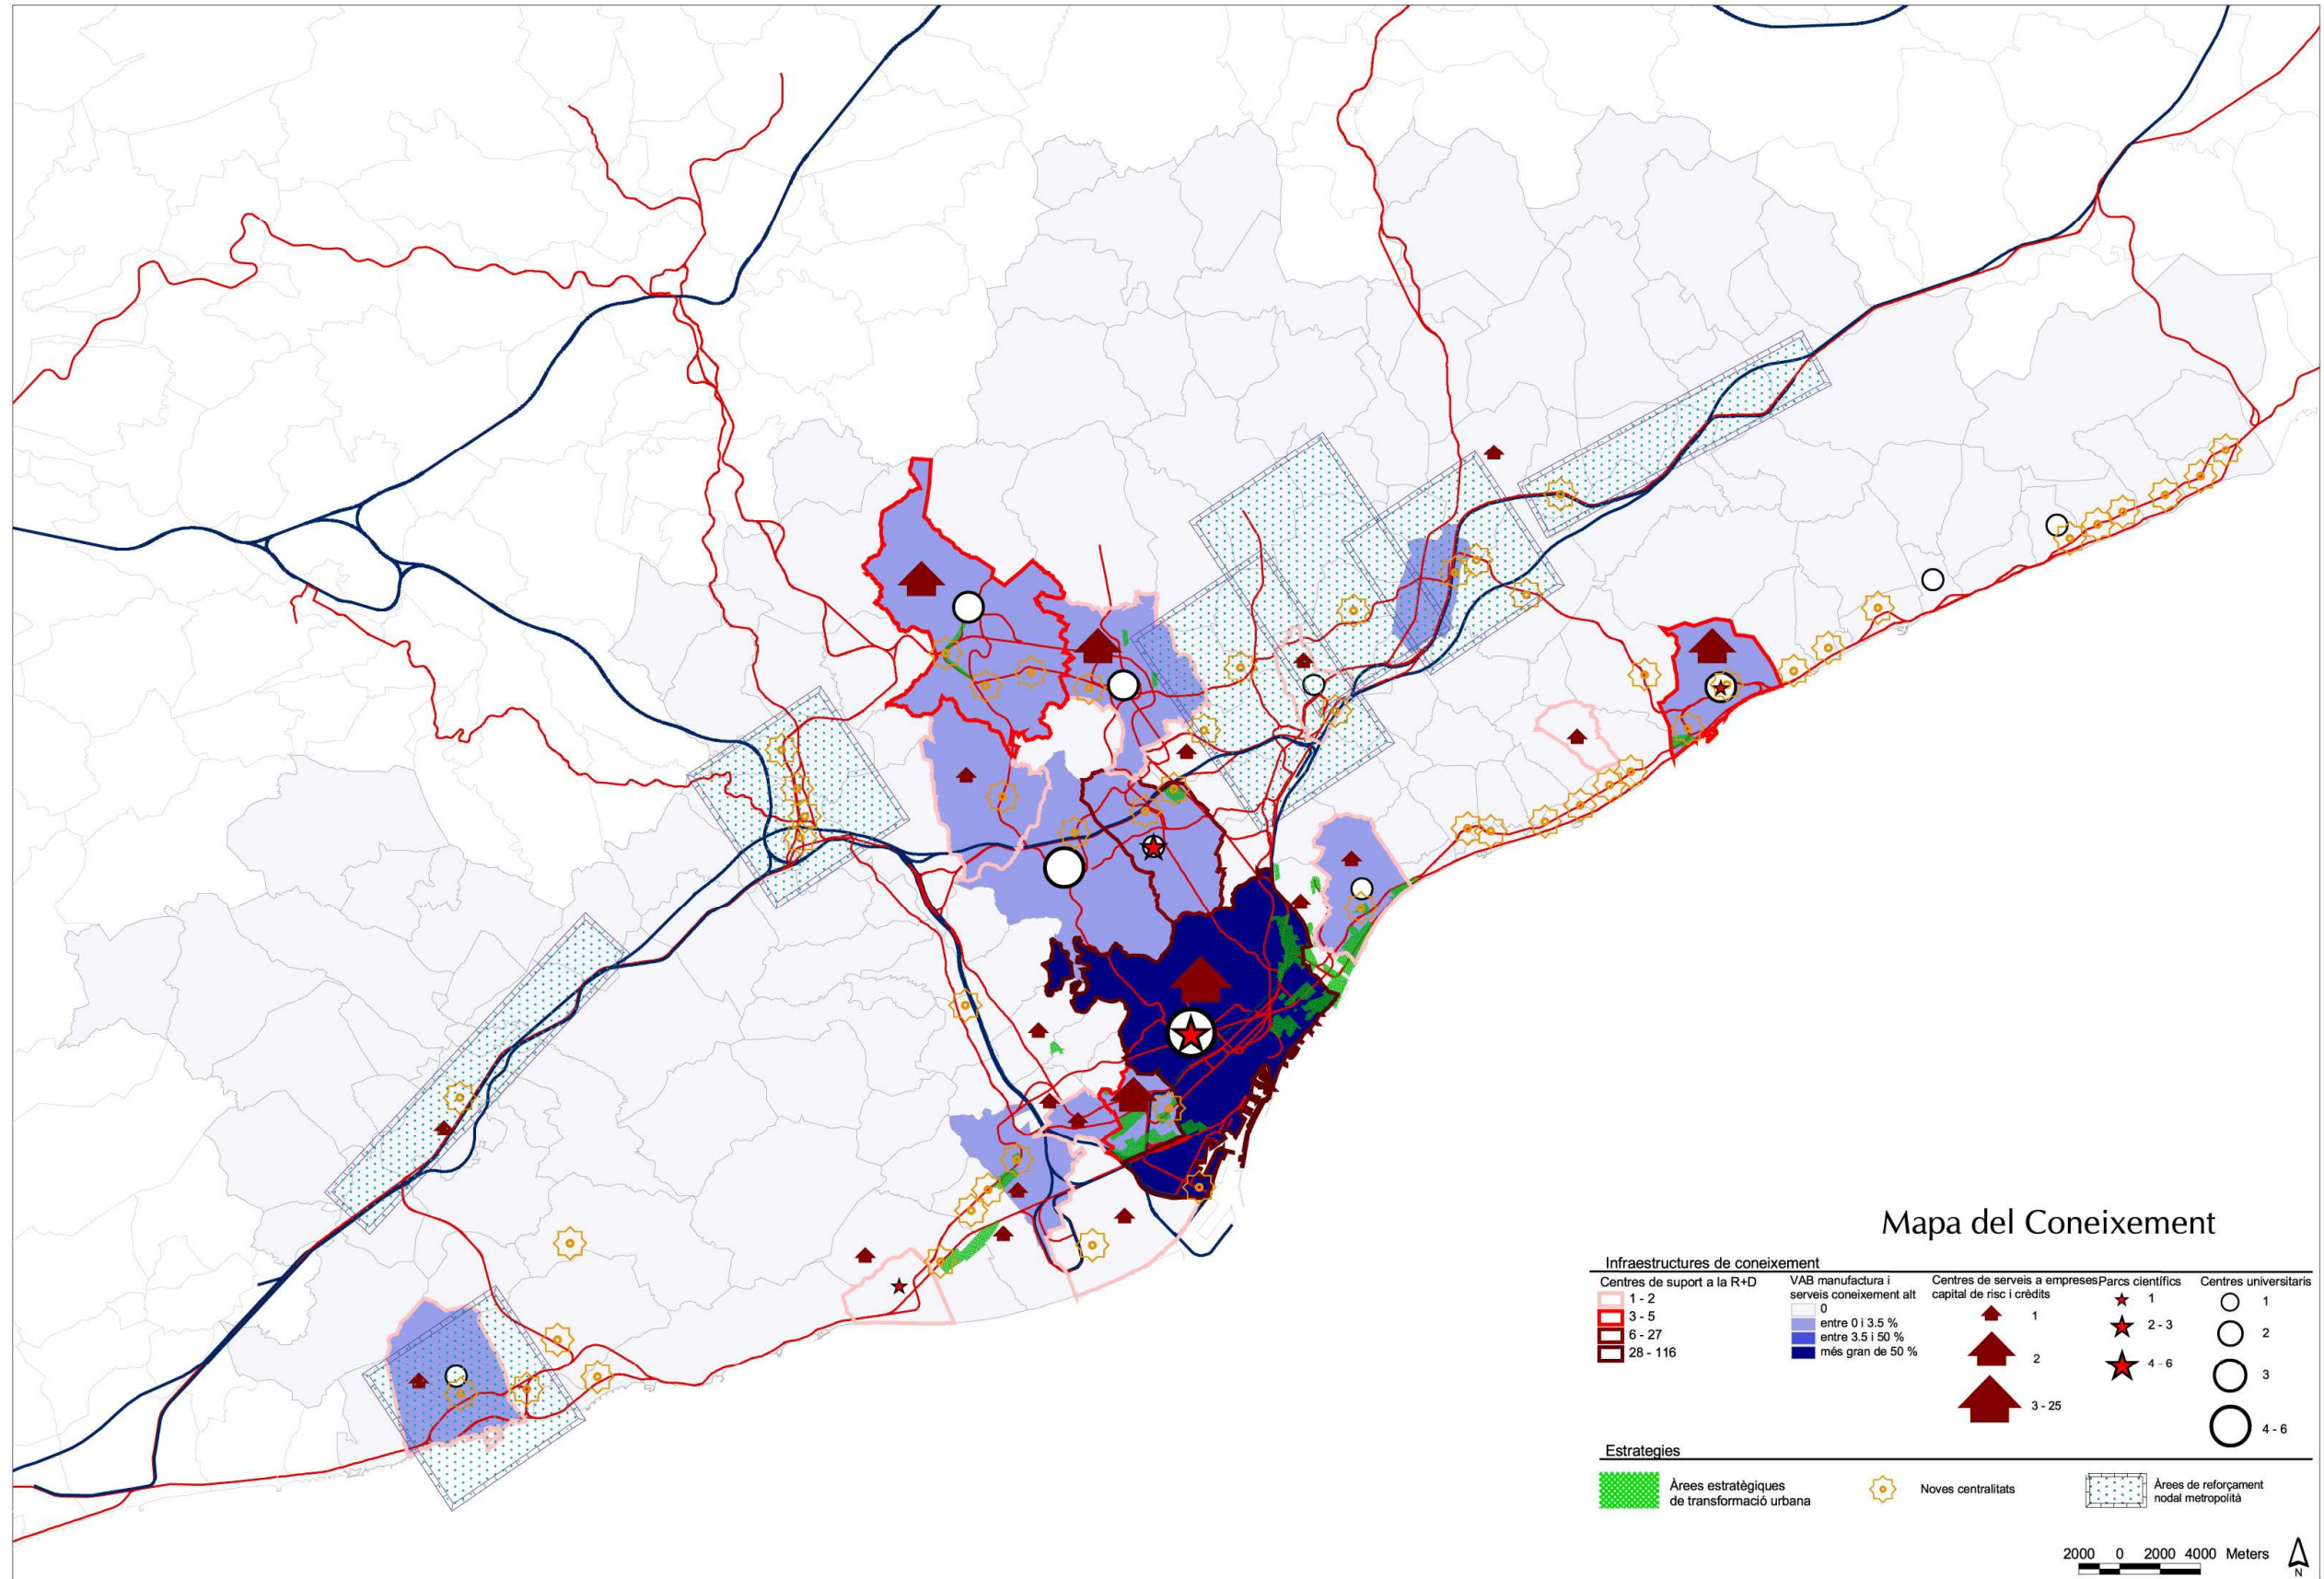 Mapa del Coneixement
Infraestructures de coneixement
Centres de suport a la R+D
1 - 2
3 - 5
6 - 27
28 - 116
VAB manufactura i
serveis coneixement alt
0
entre 0 i 3.5 %
entre 3.5 i 50 %
més gran de 50 %
Centres de serveis a empreses
capital de risc i crèdits
1
2
3 - 25
Parcs científics
1
2 - 3
4 - 6
Centres universitaris
1
2
3
4 - 6
Estrategies
Àrees estratègiques
de transformació urbana
Noves centralitats
Àrees de reforçament
nodal metropolità
2000 0 2000 4000 Meters
N